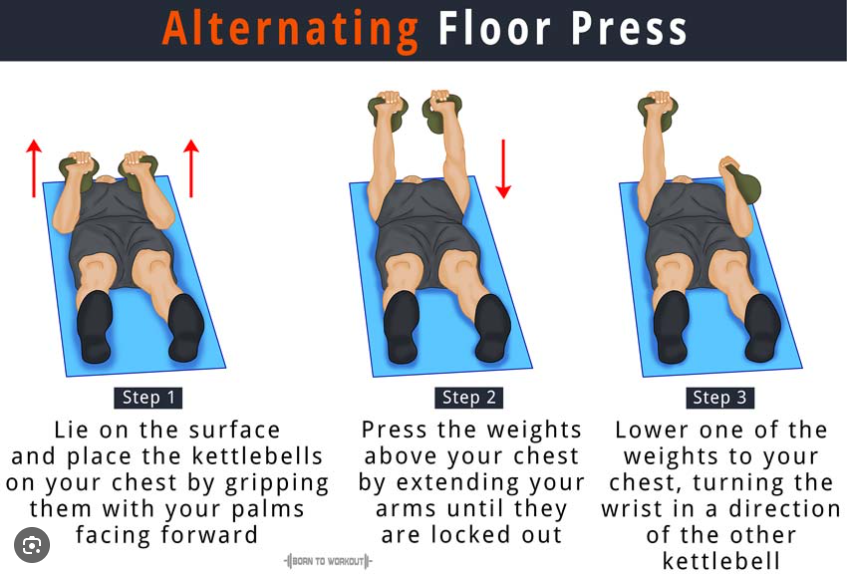 Alternating Floor Press
Step 1
Lie on the surface
and place the kettlebells
on your chest by gripping
them with your palms
facing forward
Step 2
Press the weights
above your chest
by extending your
arms until they
are locked out
Step 3
Lower one of the
weights to your
chest, turning the
wrist in a direction
of the other
kettlebell
BORN TO WORKOUT